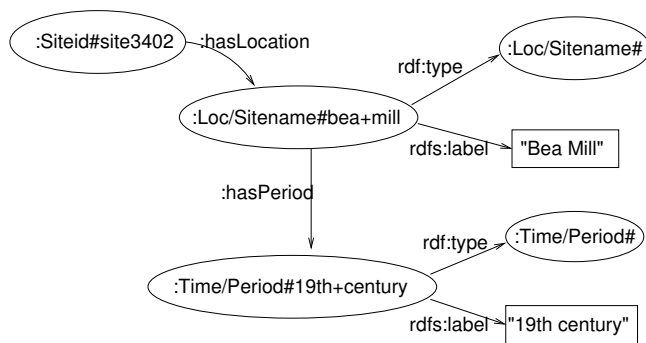 :Siteid#site3402
:hasLocation
:Loc/Sitename#
rdf:type
:Loc/Sitename#bea+mill
rdfs:label
"Bea Mill"
:hasPeriod
:Time/Period#
rdf:type
:Time/Period#19th+century
rdfs:label
"19th century"